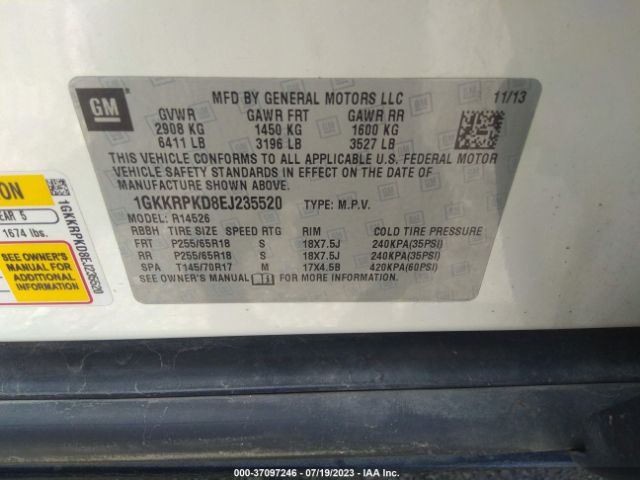 GM
MFD BY GENERAL MOTORS LLC 11/13
GVWR GAWR FRT GAWR RR
2908 KG 1450 KG 1600 KG
6411 LB 3196 LB 3527 LB
THIS VEHICLE CONFORMS TO ALL APPLICABLE U.S. FEDERAL MOTOR
VEHICLE SAFETY STANDARDS IN EFFECT ON THE DATE OF
MANUFACTURE SHOWN ABOVE.
1GKKRPKD8EJ235520 TYPE: M.P.V.
MODEL: R14526
RBBH TIRE SIZE SPEED RTG RIM COLD TIRE PRESSURE
FRT P255/65R18 S 18X7.5J 240KPA(35PSI)
RR P255/65R18 S 18X7.5J 240KPA(35PSI)
SPA T145/70R17 M 17X4.5B 420KPA(60PSI)
SEE OWNER'S MANUAL FOR MORE INFORMATION.
ION
EAR 5
1674 lbs.
SEE OWNER'S
MANUAL FOR
ADDITIONAL
INFORMATION
1GKKRPKD8EJ235520
000-37097246 - 07/19/2023 - IAA Inc.